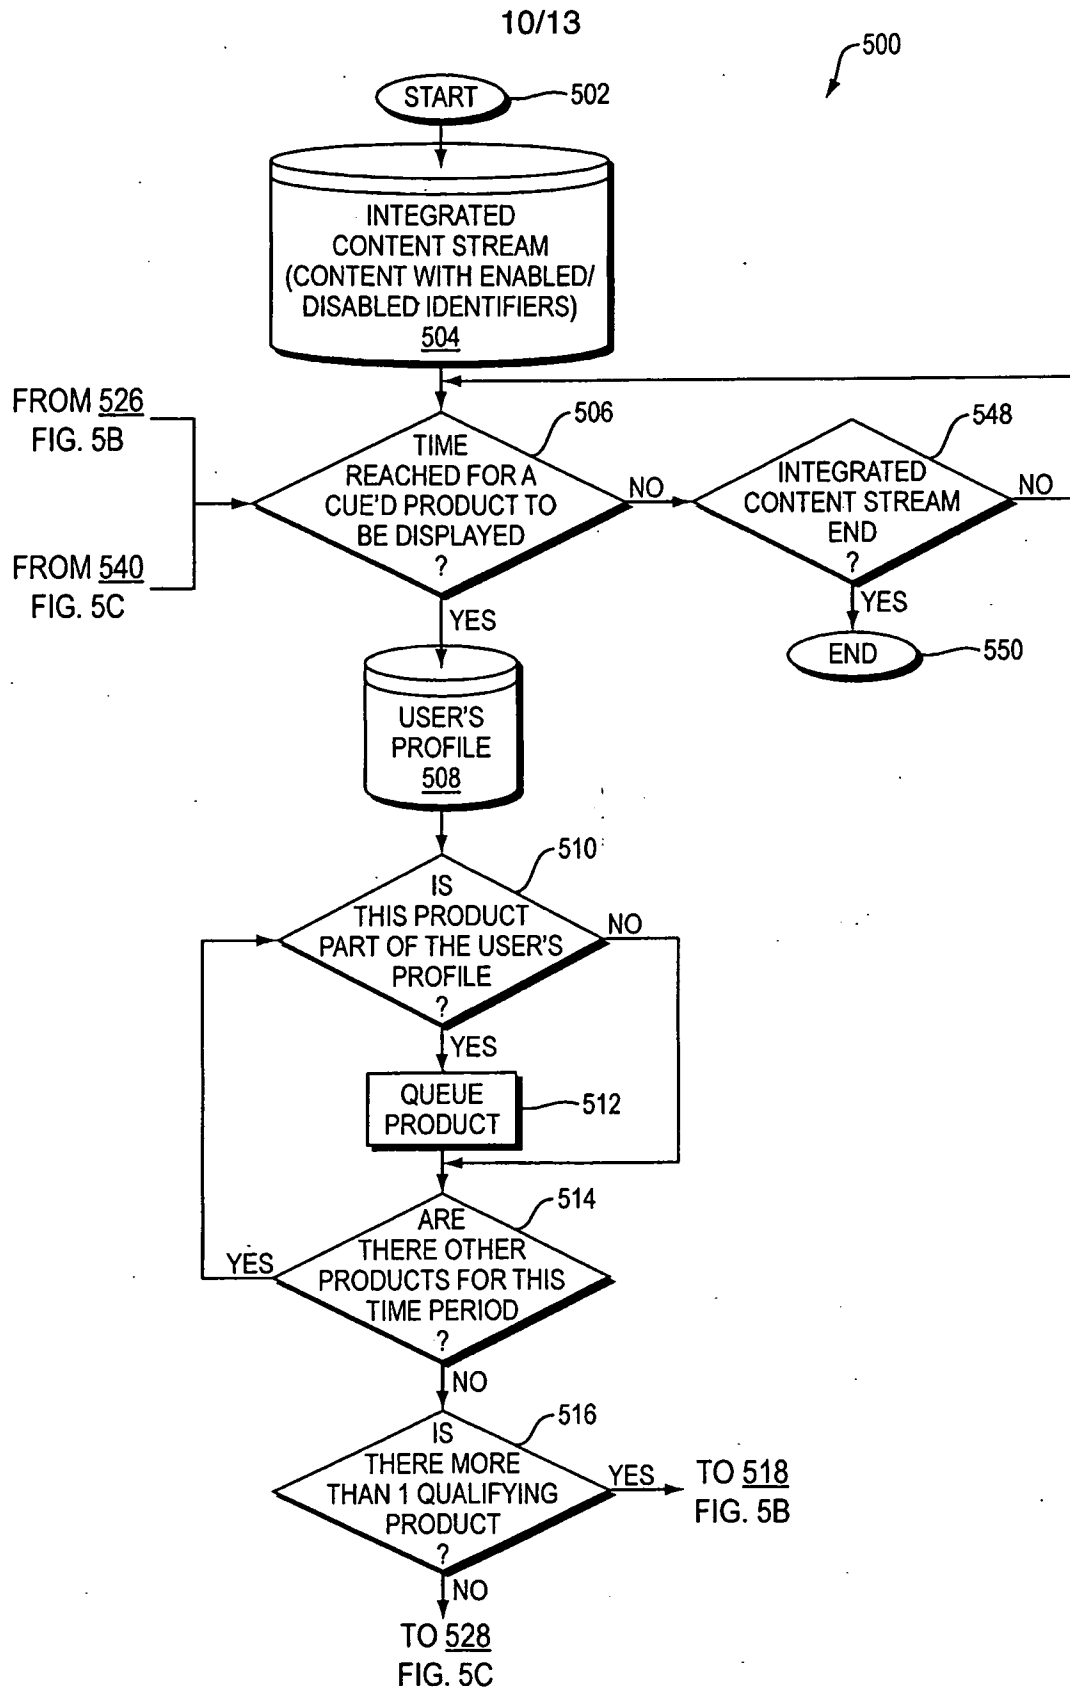 10/13
500
START
502
INTEGRATED
CONTENT STREAM
(CONTENT WITH ENABLED/
DISABLED IDENTIFIERS)
504
FROM 526
FIG. 5B
FROM 540
FIG. 5C
506
TIME
REACHED FOR A
CUE'D PRODUCT TO
BE DISPLAYED
?
NO
YES
548
INTEGRATED
CONTENT STREAM
END
?
NO
YES
END
550
USER'S
PROFILE
508
510
IS
THIS PRODUCT
PART OF THE USER'S
PROFILE
?
NO
YES
QUEUE
PRODUCT
512
514
ARE
THERE OTHER
PRODUCTS FOR THIS
TIME PERIOD
?
YES
NO
516
IS
THERE MORE
THAN 1 QUALIFYING
PRODUCT
?
YES
TO 518
FIG. 5B
NO
TO 528
FIG. 5C